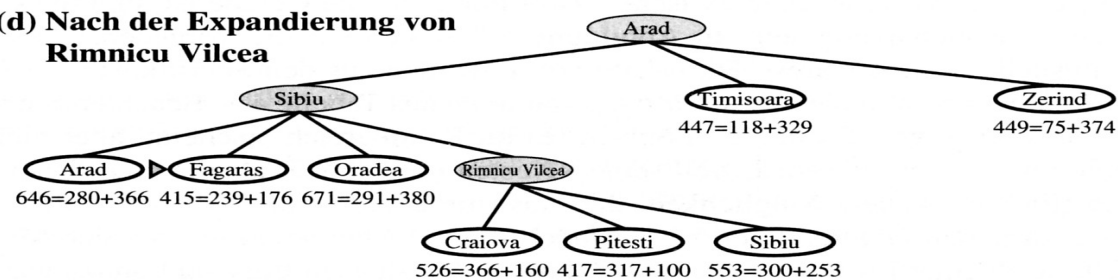 (d) Nach der Expandierung von
Rimnicu Vilcea
Arad
Sibiu
Timisoara
Zerind
447=118+329
449=75+374
Arad
Fagaras
Oradea
Rimnicu Vilcea
646=280+366
415=239+176
671=291+380
Craiova
Pitesti
Sibiu
526=366+160
417=317+100
553=300+253